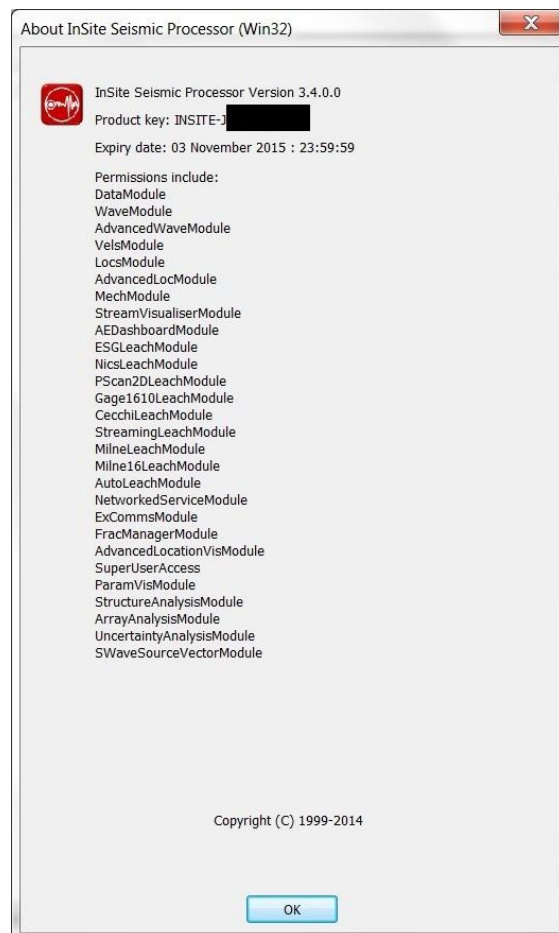 About InSite Seismic Processor (Win32)
InSite Seismic Processor Version 3.4.0.0
Product key: INSITE-J
Expiry date: 03 November 2015 : 23:59:59
Permissions include:
DataModule
WaveModule
AdvancedWaveModule
VelsModule
LocsModule
AdvancedLocModule
MechModule
StreamVisualiserModule
AEDashboardModule
ESGLeachModule
NicsLeachModule
PScan2DLeachModule
Gage1610LeachModule
CecchiLeachModule
StreamingLeachModule
MilneLeachModule
Milne16LeachModule
AutoLeachModule
NetworkedServiceModule
ExCommsModule
FracManagerModule
AdvancedLocationVisModule
SuperUserAccess
ParamVisModule
StructureAnalysisModule
ArrayAnalysisModule
UncertaintyAnalysisModule
SWaveSourceVectorModule
Copyright (C) 1999-2014
OK